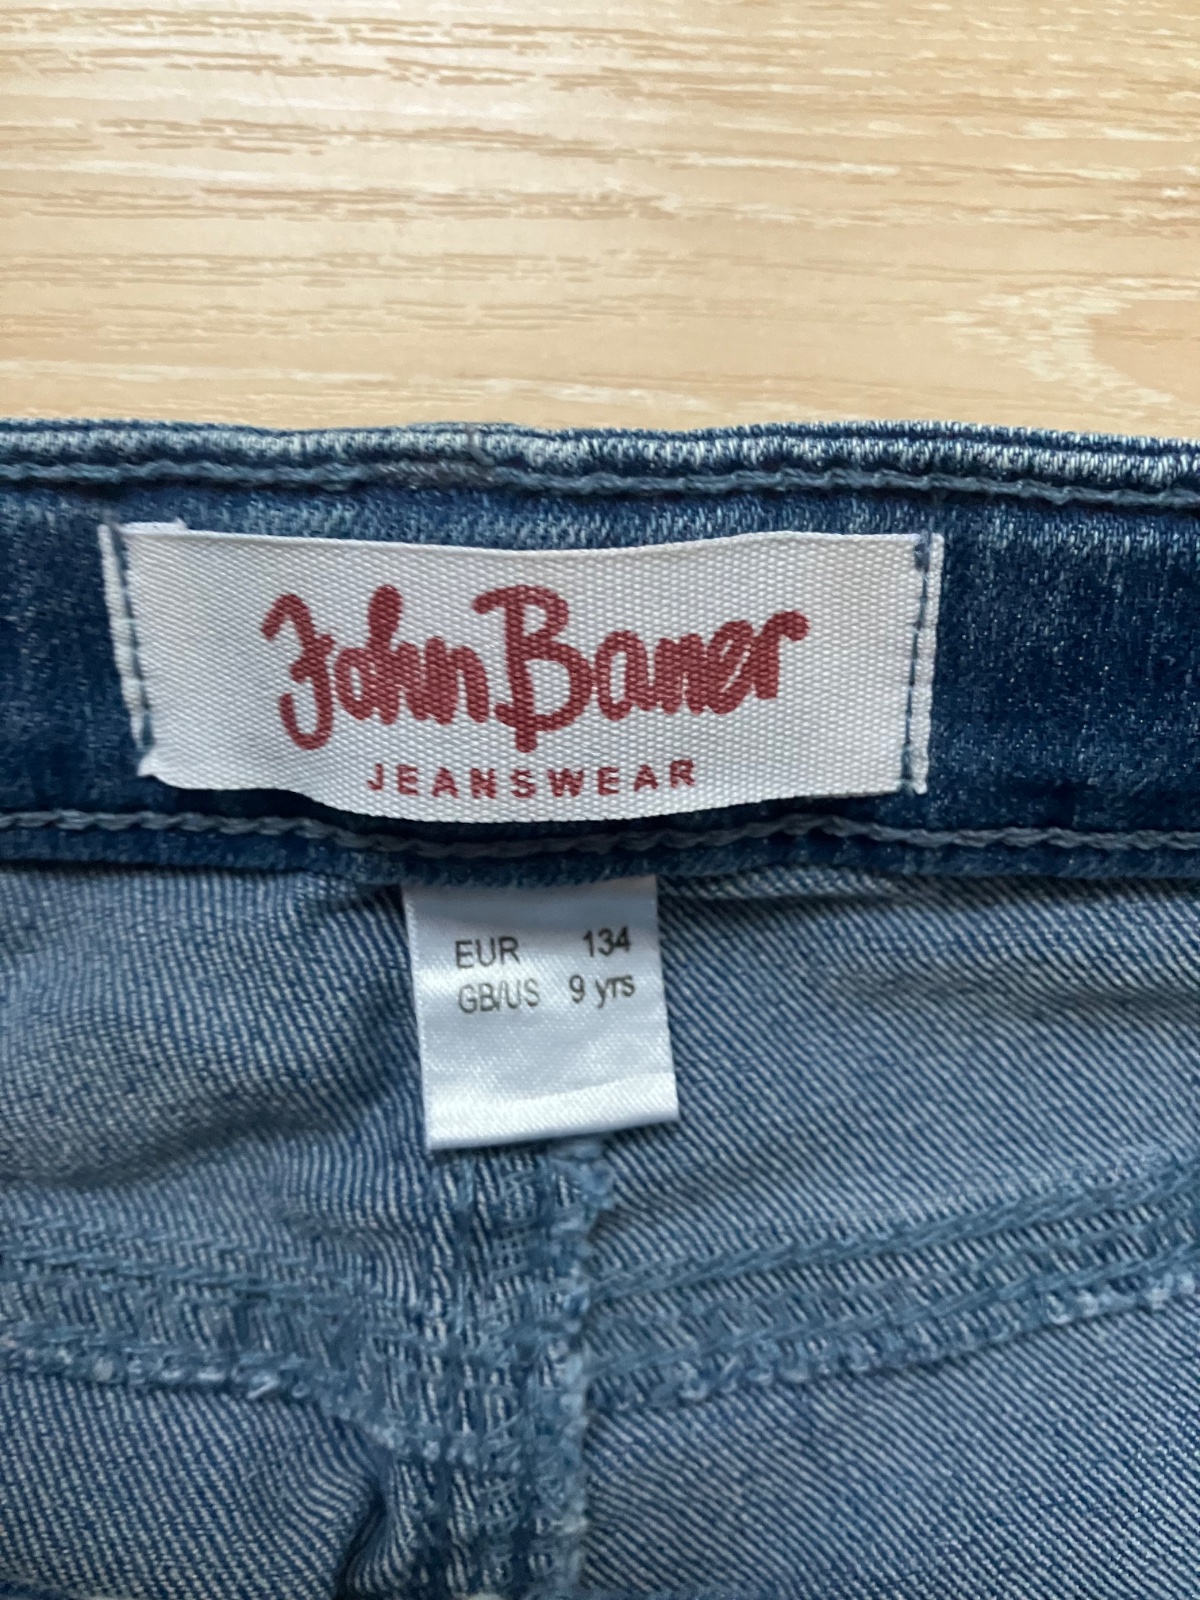 John Baner
JEANSWEAR
EUR 134
GB/US 9 yrs